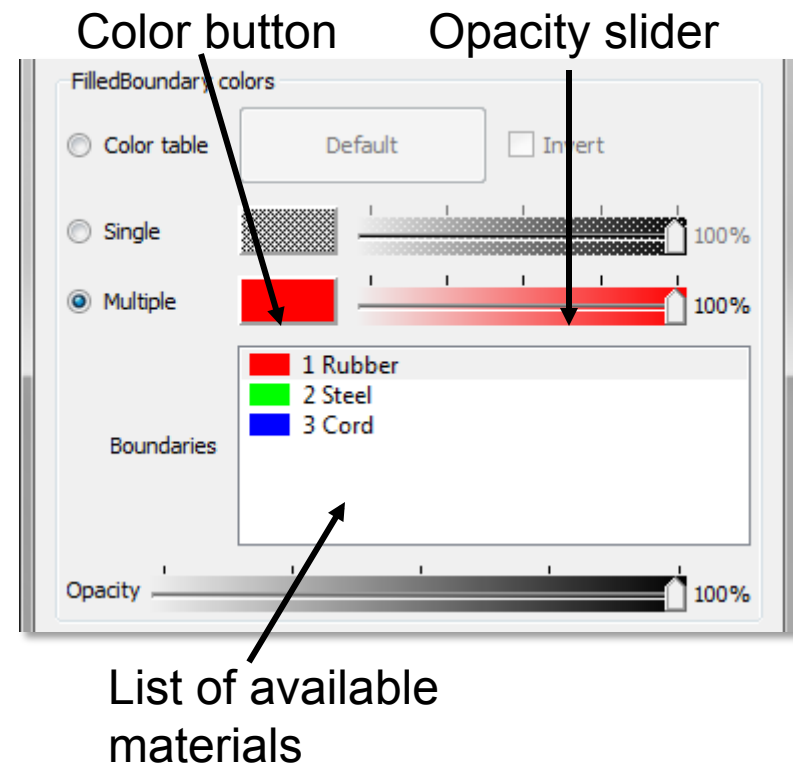 Color button Opacity slider
FilledBoundary colors
Color table Default Invert
Single 100%
Multiple 100%
1 Rubber
2 Steel
3 Cord
Boundaries
Opacity 100%
List of available
materials